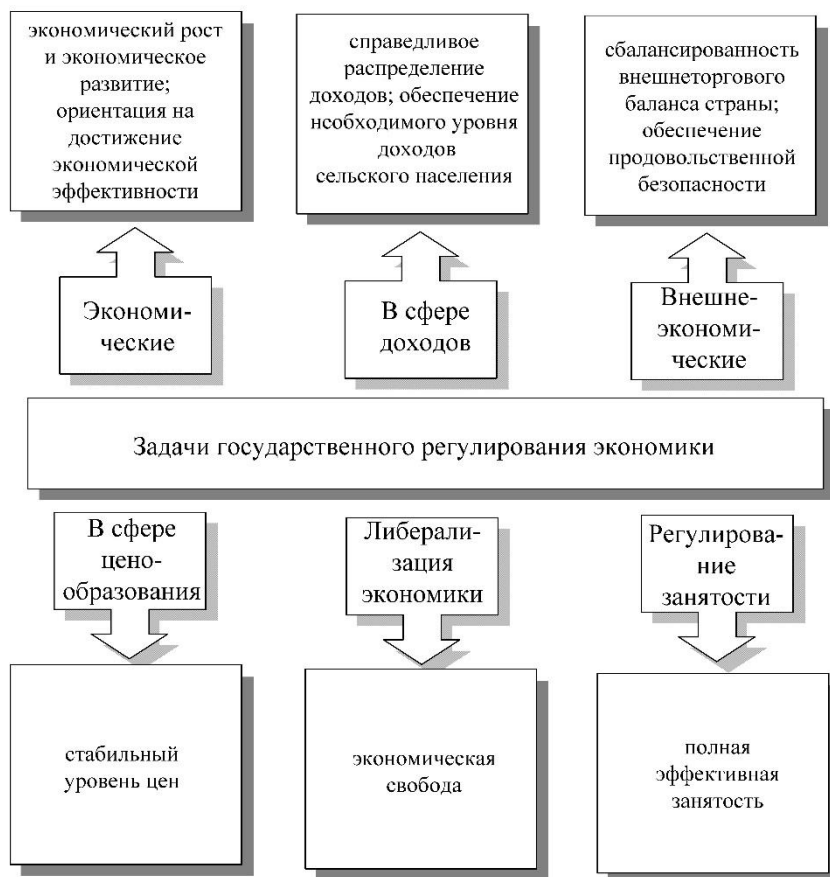 экономический рост
и экономическое
развитие;
ориентация на
достижение
экономической
эффективности
справедливое
распределение
доходов; обеспечение
необходимого уровня
доходов
сельского населения
сбалансированность
внешнеторгового
баланса страны;
обеспечение
продовольственной
безопасности
Экономи-
ческие
В сфере
доходов
Внешне-
экономи-
ческие
Задачи государственного регулирования экономики
В сфере
цено-
образования
Либерали-
зация
экономики
Регулирова-
ние
занятости
стабильный
уровень цен
экономическая
свобода
полная
эффективная
занятость